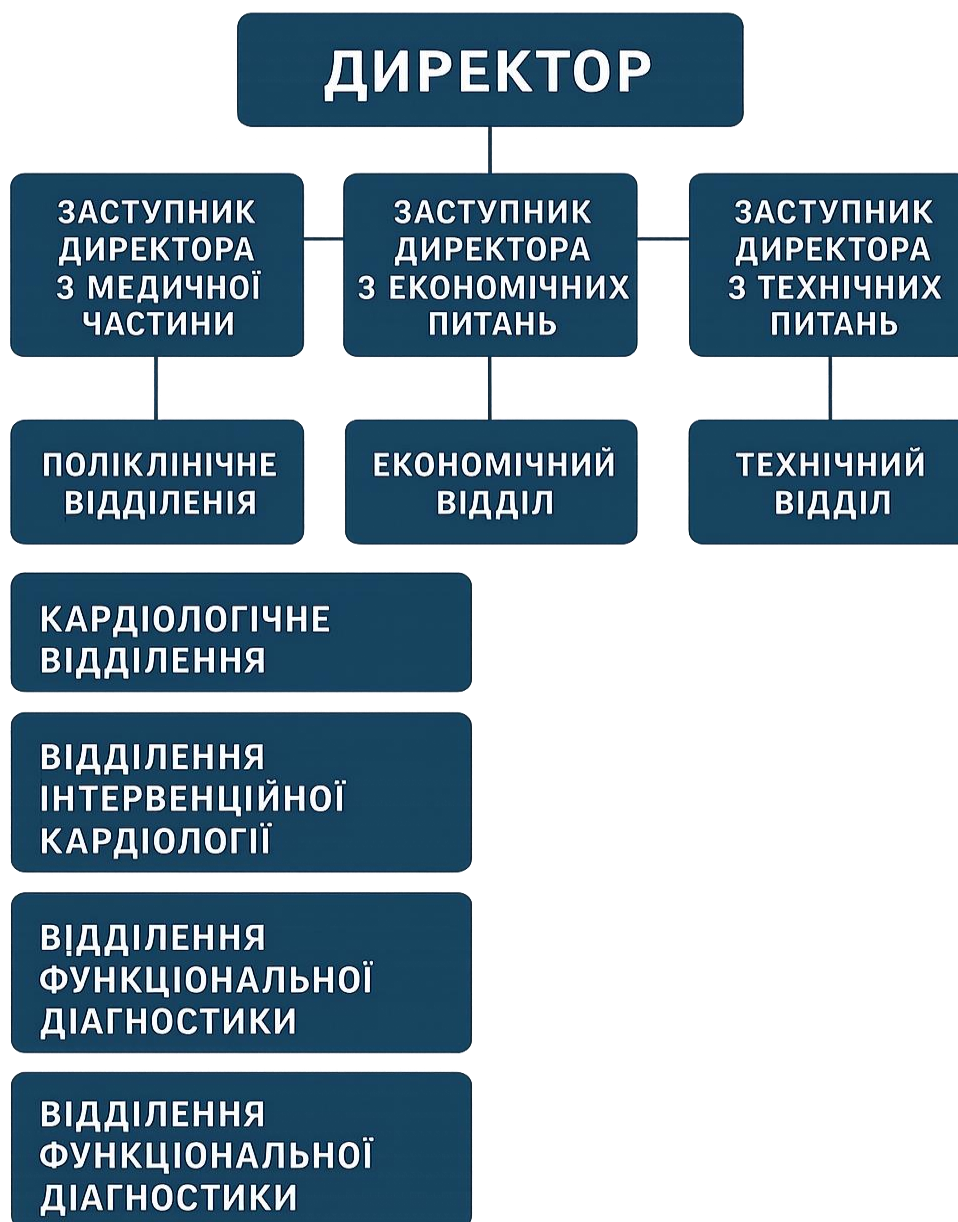 ДИРЕКТОР
ЗАСТУПНИК
ДИРЕКТОРА
З МЕДИЧНОЇ
ЧАСТИНИ
ЗАСТУПНИК
ДИРЕКТОРА
З ЕКОНОМІЧНИХ
ПИТАНЬ
ЗАСТУПНИК
ДИРЕКТОРА
З ТЕХНІЧНИХ
ПИТАНЬ
ПОЛІКЛІНІЧНЕ
ВІДДІЛЕНІЯ
ЕКОНОМІЧНИЙ
ВІДДІЛ
ТЕХНІЧНИЙ
ВІДДІЛ
КАРДІОЛОГІЧНЕ
ВІДДІЛЕННЯ
ВІДДІЛЕННЯ
ІНТЕРВЕНЦІЙНОЇ
КАРДІОЛОГІЇ
ВІДДІЛЕННЯ
ФУНКЦІОНАЛЬНОЇ
ДІАГНОСТИКИ
ВІДДІЛЕННЯ
ФУНКЦІОНАЛЬНОЇ
ДІАГНОСТИКИ